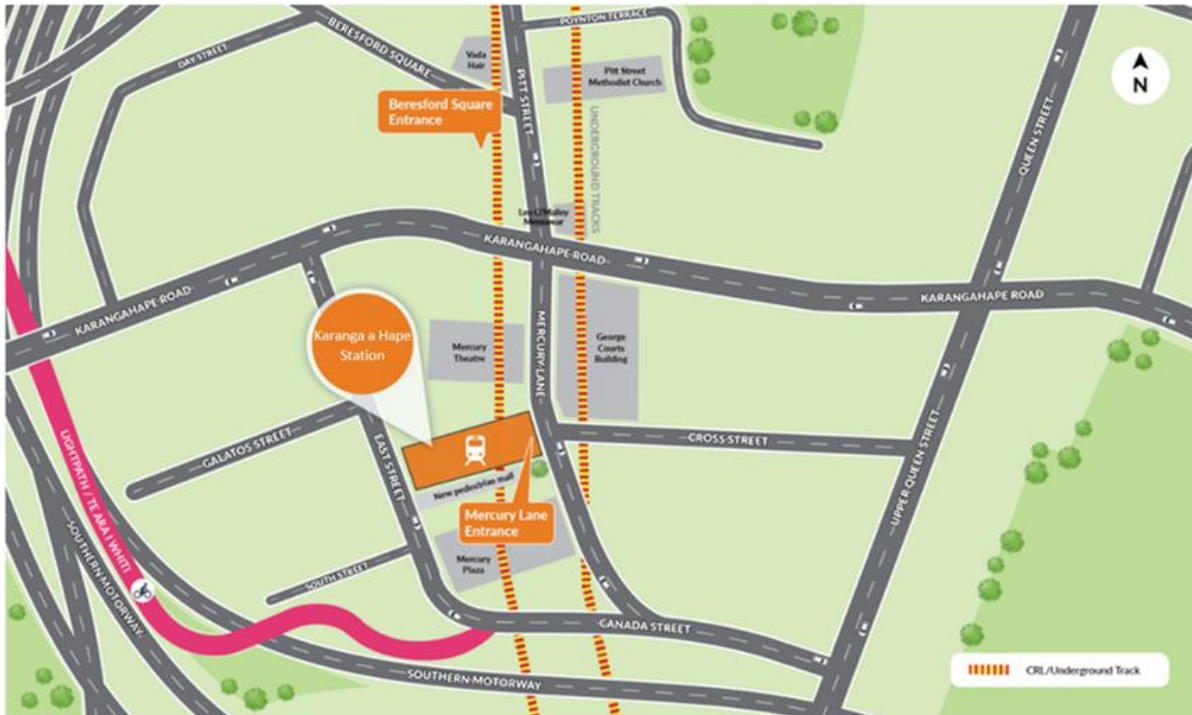 POYNTON TERRACE
BERESFORD SQUARE
DAY STREET
Vada
Hair
PITT STREET
Pitt Street
Methodist Church
N
Beresford Square
Entrance
UNDERGROUND TRACKS
QUEEN STREET
Leo O'Malley
Menswear
KARANGAHAPE ROAD
KARANGAHAPE ROAD
KARANGAHAPE ROAD
MERCURY LANE
Karanga a Hape
Station
Mercury
Theatre
George
Courts
Building
GALATOS STREET
EAST STREET
CROSS STREET
New pedestrian mall
Mercury Lane
Entrance
UPPER QUEEN STREET
LIGHTPATH / TE ARA I WHITI
SOUTHERN MOTORWAY
SOUTH STREET
Mercury
Plaza
CANADA STREET
SOUTHERN MOTORWAY
CRL/Underground Track